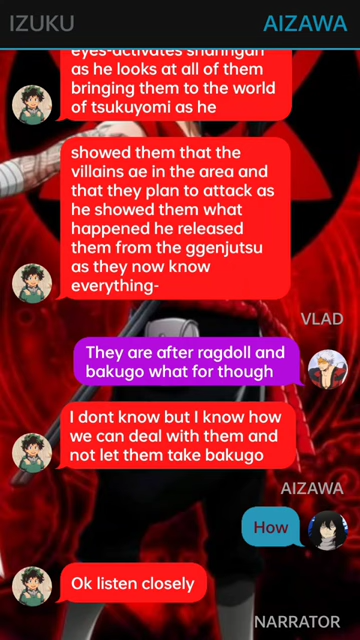 IZUKU
AIZAWA
eyes-activates sharingan
as he looks at all of them
bringing them to the world
of tsukuyomi as he
showed them that the
villains ae in the area and
that they plan to attack as
he showed them what
happened he released
them from the ggenjutsu
as they now know
everything-
VLAD
They are after ragdoll and
bakugo what for though
I dont know but I know how
we can deal with them and
not let them take bakugo
AIZAWA
How
Ok listen closely
NARRATOR